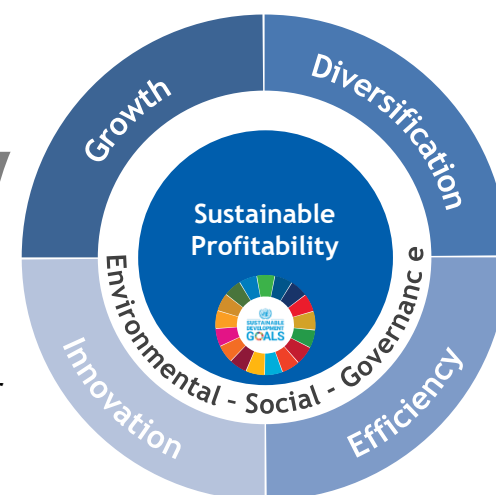 Growth
Diversification
Sustainable
Profitability
SUSTAINABLE
DEVELOPMENT
GOALS
Environmental - Social - Governanc e
Innovation
Efficiency